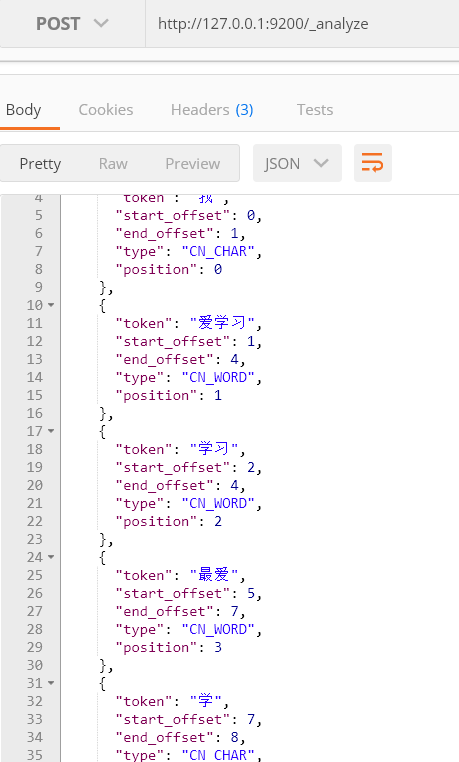 POST http://127.0.0.1:9200/_analyze
Body Cookies Headers (3) Tests
Pretty Raw Preview JSON
4 "token":
5 "start_offset": 0,
6 "end_offset": 1,
7 "type": "CN_CHAR",
8 "position": 0
9 },
10 {
11 "token": "爱学习",
12 "start_offset": 1,
13 "end_offset": 4,
14 "type": "CN_WORD",
15 "position": 1
16 },
17 {
18 "token": "学习",
19 "start_offset": 2,
20 "end_offset": 4,
21 "type": "CN_WORD",
22 "position": 2
23 },
24 {
25 "token": "最爱",
26 "start_offset": 5,
27 "end_offset": 7,
28 "type": "CN_WORD",
29 "position": 3
30 },
31 {
32 "token": "学",
33 "start_offset": 7,
34 "end_offset": 8,
35 "type": "CN_CHAR",